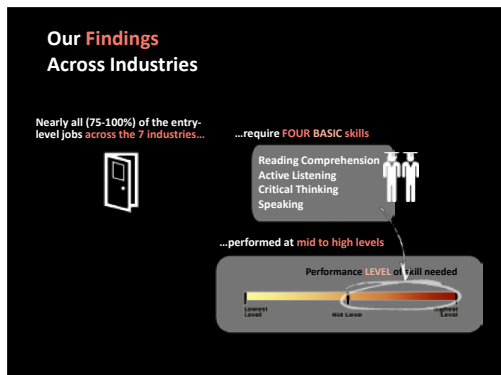 Our Findings
Across Industries
Nearly all (75-100%) of the entry-
level jobs across the 7 industries...
...require FOUR BASIC skills
Reading Comprehension
Active Listening
Critical Thinking
Speaking
...performed at mid to high levels
Performance LEVEL of skill needed
Lowest
Level
Mid Level
Highest
Level